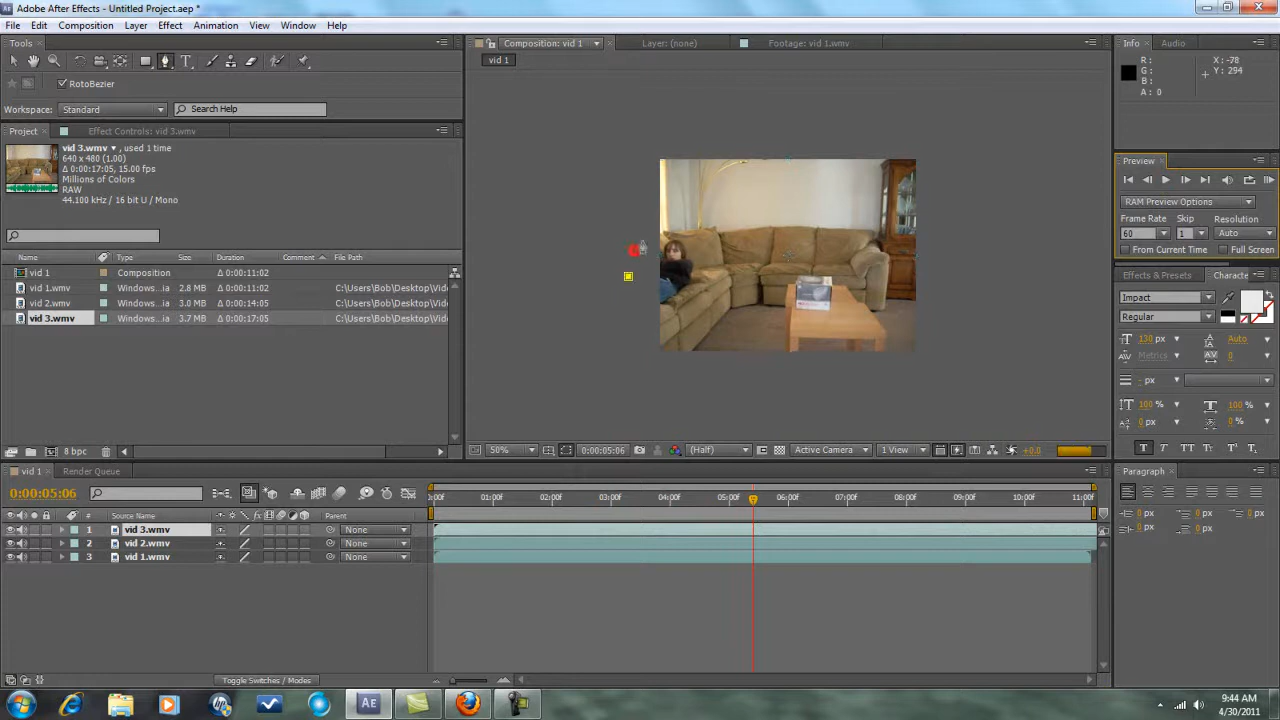 Adobe After Effects - Untitled Project.aep *
File Edit Composition Layer Effect Animation View Window Help
Tools
RotoBezier
Workspace: Standard Search Help
Project Effect Controls: vid 3.wmv
vid 3.wmv ▾ , used 1 time
640 x 480 (1.00)
Δ 0:00:17:05, 15.00 fps
Millions of Colors
RAW
44.100 kHz / 16 bit U / Mono
Name Type Size Duration Comment File Path
vid 1 Composition 0:00:11:02
vid 1.wmv Windows...ia 2.8 MB 0:00:11:02 C:\Users\Bob\Desktop\Vid
vid 2.wmv Windows...ia 3.0 MB 0:00:14:05 C:\Users\Bob\Desktop\Vid
vid 3.wmv Windows...ia 3.7 MB 0:00:17:05 C:\Users\Bob\Desktop\Vid
8 bpc
Composition: vid 1 Layer: (none) Footage: vid 1.wmv
vid 1
50% 0:00:05:06 (Half) Active Camera 1 View +0.0
Info Audio
R: X: -78
G: Y: 294
B:
A: 0
Preview
RAM Preview Options
Frame Rate Skip Resolution
60 1 Auto
From Current Time Full Screen
Effects & Presets Characte
Impact
Regular
130 px Auto
Metrics 0
- px
100 % 100 %
0 px 0 %
T T TT Tr T' T,
Paragraph
0 px 0 px 0 px
0 px 0 px
vid 1 Render Queue
0:00:05:06
:00f 01:00f 02:00f 03:00f 04:00f 05:00f 06:00f 07:00f 08:00f 09:00f 10:00f 11:00f
# Source Name Parent
1 vid 3.wmv None
2 vid 2.wmv None
3 vid 1.wmv None
Toggle Switches / Modes
9:44 AM
4/30/2011